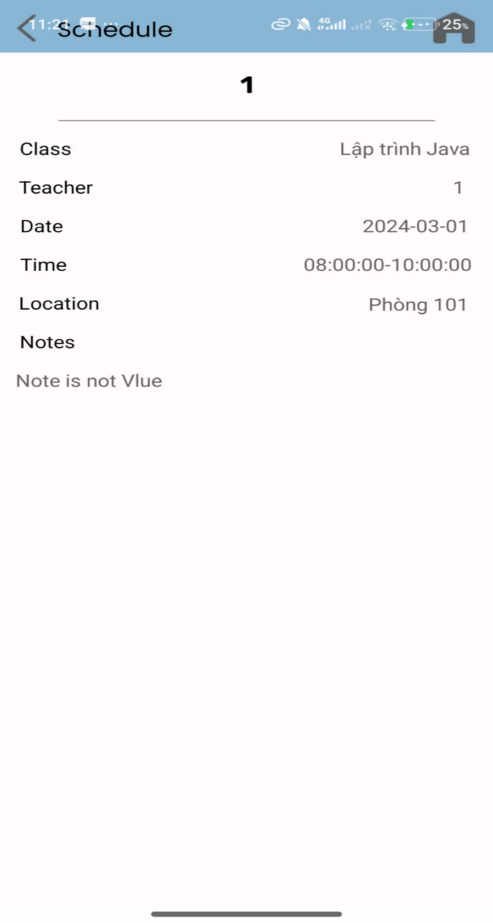 11:21
4G
25%
Schedule
1
Class Lập trình Java
Teacher 1
Date 2024-03-01
Time 08:00:00-10:00:00
Location Phòng 101
Notes
Note is not Vlue